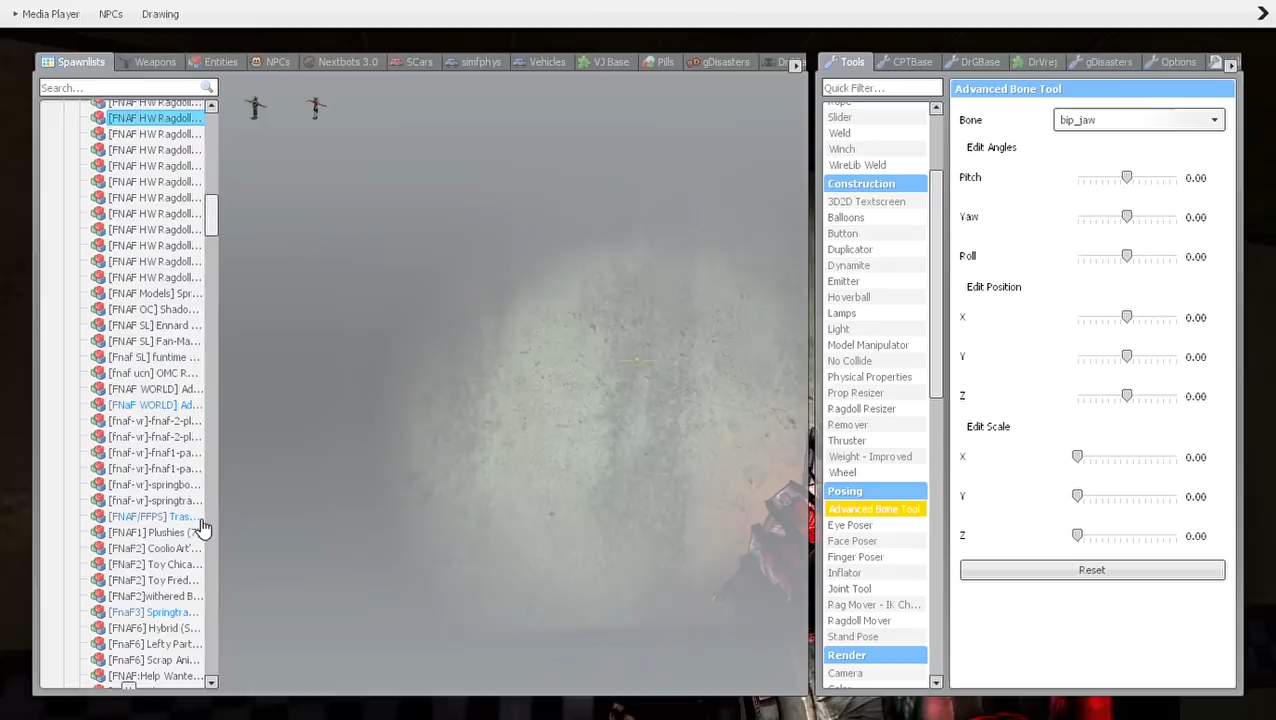 Media Player NPCs Drawing
Spawnlists Weapons Entities NPCs Nextbots 3.0 SCars simfphys Vehicles VJ Base Pills gDisasters
Tools CPTBase DrGBase DrVrej gDisasters Options
Search...
[FNAF HW Ragdoll...
[FNAF HW Ragdoll...
[FNAF HW Ragdoll...
[FNAF HW Ragdoll...
[FNAF HW Ragdoll...
[FNAF HW Ragdoll...
[FNAF HW Ragdoll...
[FNAF HW Ragdoll...
[FNAF HW Ragdoll...
[FNAF HW Ragdoll...
[FNAF HW Ragdoll...
[FNAF HW Ragdoll...
[FNAF Models] Spr...
[FNAF OC] Shado...
[FNAF SL] Ennard ...
[FNAF SL] Fan-Ma...
[Fnaf SL] funtime ...
[fnaf ucn] OMC R...
[FNAF WORLD] Ad...
[FNaF WORLD] Ad...
[fnaf-vr]-fnaf-2-pl...
[fnaf-vr]-fnaf-2-pl...
[fnaf-vr]-fnaf1-pa...
[fnaf-vr]-fnaf1-pa...
[fnaf-vr]-springbo...
[fnaf-vr]-springtra...
[FNAF/FFPS] Tras...
[FNAF1] Plushies (
[FNaF2] CoolioArt'...
[FNaF2] Toy Chica...
[FNaF2] Toy Fred...
[FNaF2]withered B...
[FnaF3] Springtra...
[FNAF6] Hybrid (S...
[FnaF6] Lefty Part...
[FnaF6] Scrap Ani...
[FNAF:Help Wante...
Quick Filter...
Rope
Slider
Weld
Winch
WireLib Weld
Construction
3D2D Textscreen
Balloons
Button
Duplicator
Dynamite
Emitter
Hoverball
Lamps
Light
Model Manipulator
No Collide
Physical Properties
Prop Resizer
Ragdoll Resizer
Remover
Thruster
Weight - Improved
Wheel
Posing
Advanced Bone Tool
Eye Poser
Face Poser
Finger Poser
Inflator
Joint Tool
Rag Mover - IK Ch...
Ragdoll Mover
Stand Pose
Render
Camera
Advanced Bone Tool
Bone bip_jaw
Edit Angles
Pitch 0.00
Yaw 0.00
Roll 0.00
Edit Position
X 0.00
Y 0.00
Z 0.00
Edit Scale
X 0.00
Y 0.00
Z 0.00
Reset